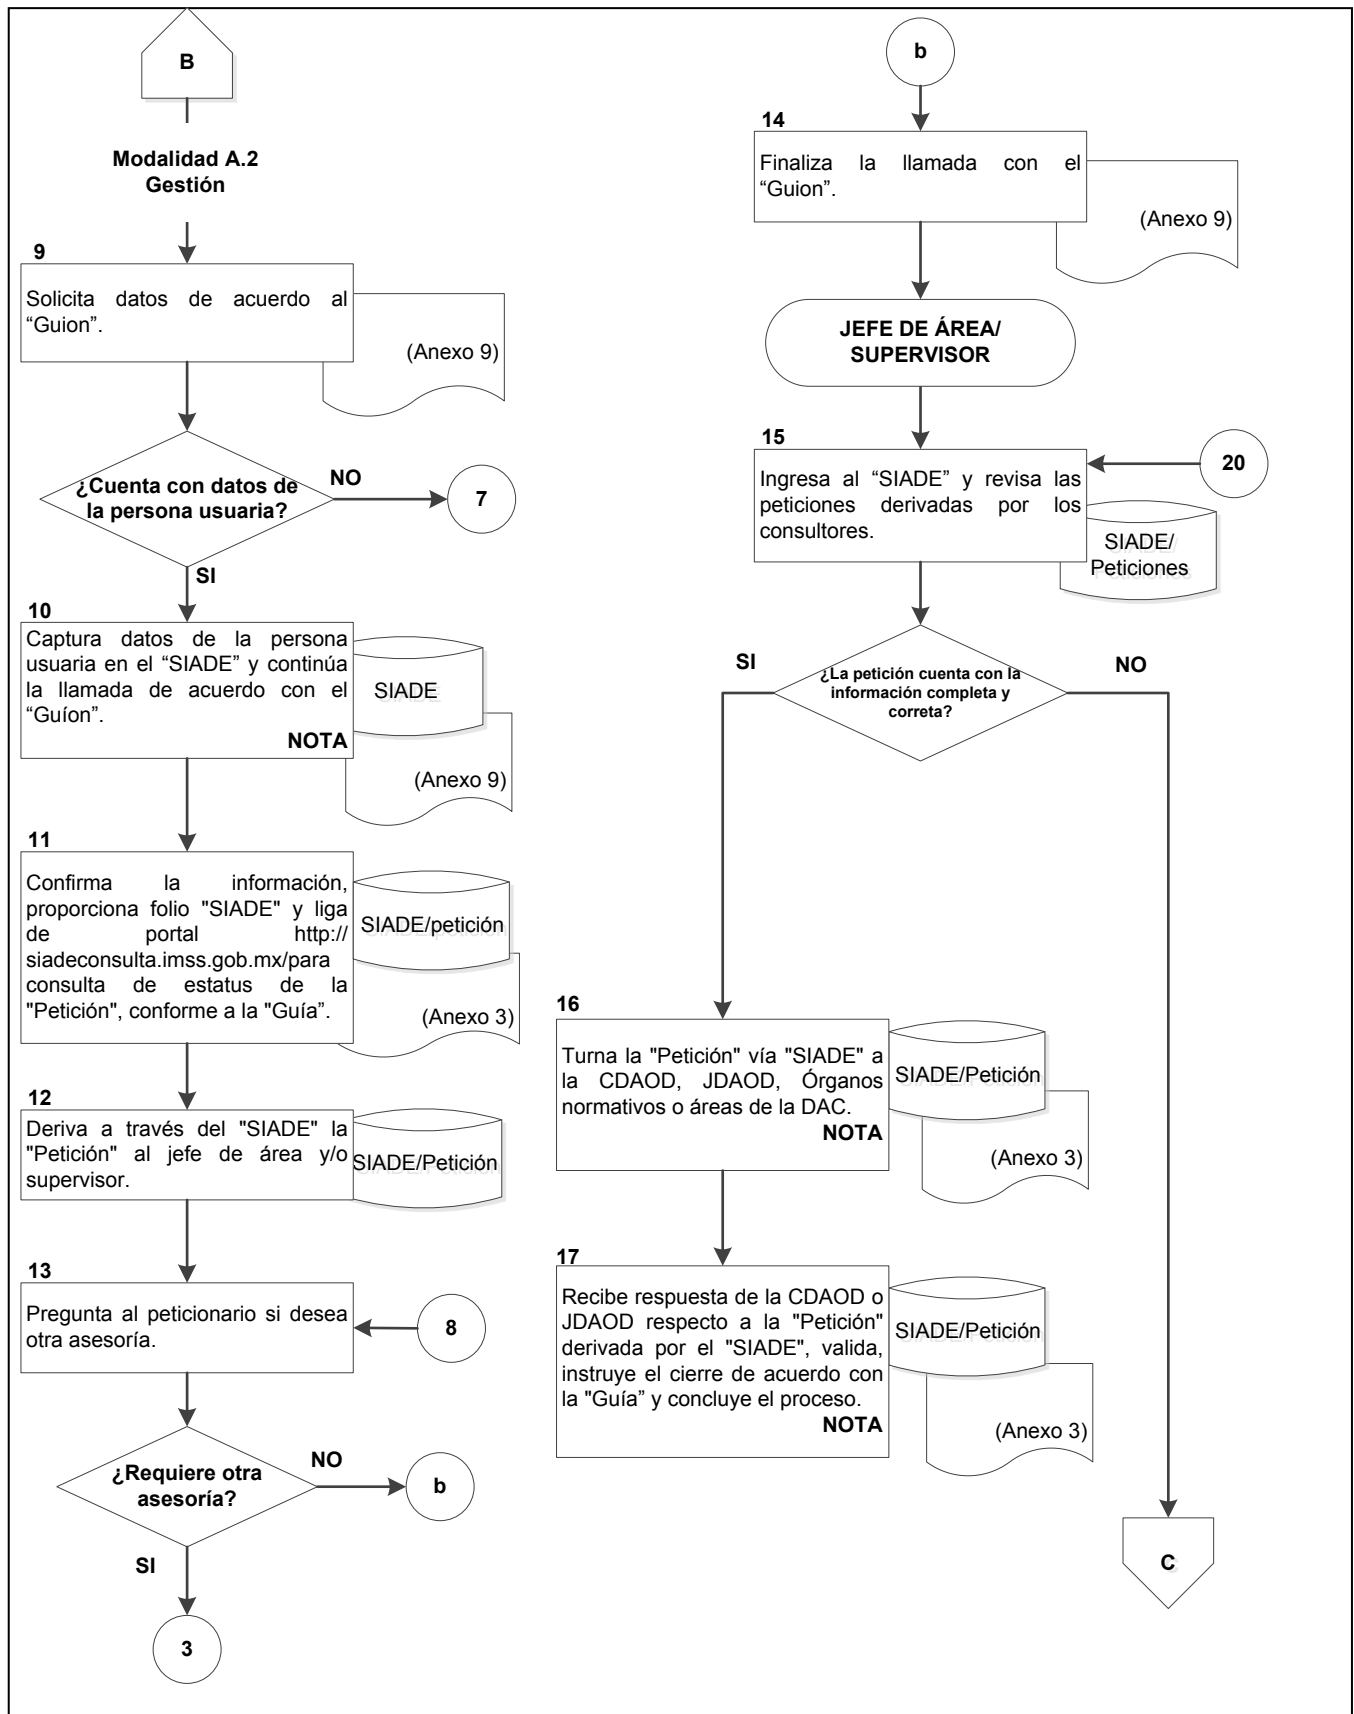 B
Modalidad A.2
Gestión
9
Solicita datos de acuerdo al
“Guion”.
(Anexo 9)
¿Cuenta con datos de
la persona usuaria?
NO
7
SI
10
Captura datos de la persona
usuaria en el “SIADE” y continúa
la llamada de acuerdo con el
“Guíon”.
NOTA
SIADE
(Anexo 9)
11
Confirma la información,
proporciona folio "SIADE" y liga
de portal http://
siadeconsulta.imss.gob.mx/para
consulta de estatus de la
"Petición", conforme a la "Guía”.
SIADE/petición
(Anexo 3)
12
Deriva a través del "SIADE" la
"Petición" al jefe de área y/o
supervisor.
SIADE/Petición
13
Pregunta al peticionario si desea
otra asesoría.
8
¿Requiere otra
asesoría?
NO
b
SI
3
b
14
Finaliza la llamada con el
“Guion”.
(Anexo 9)
JEFE DE ÁREA/
SUPERVISOR
15
Ingresa al “SIADE” y revisa las
peticiones derivadas por los
consultores.
20
SIADE/
Peticiones
SI
¿La petición cuenta con la
información completa y
correta?
NO
16
Turna la "Petición" vía "SIADE" a
la CDAOD, JDAOD, Órganos
normativos o áreas de la DAC.
NOTA
SIADE/Petición
(Anexo 3)
17
Recibe respuesta de la CDAOD o
JDAOD respecto a la "Petición"
derivada por el "SIADE", valida,
instruye el cierre de acuerdo con
la "Guía” y concluye el proceso.
NOTA
SIADE/Petición
(Anexo 3)
C